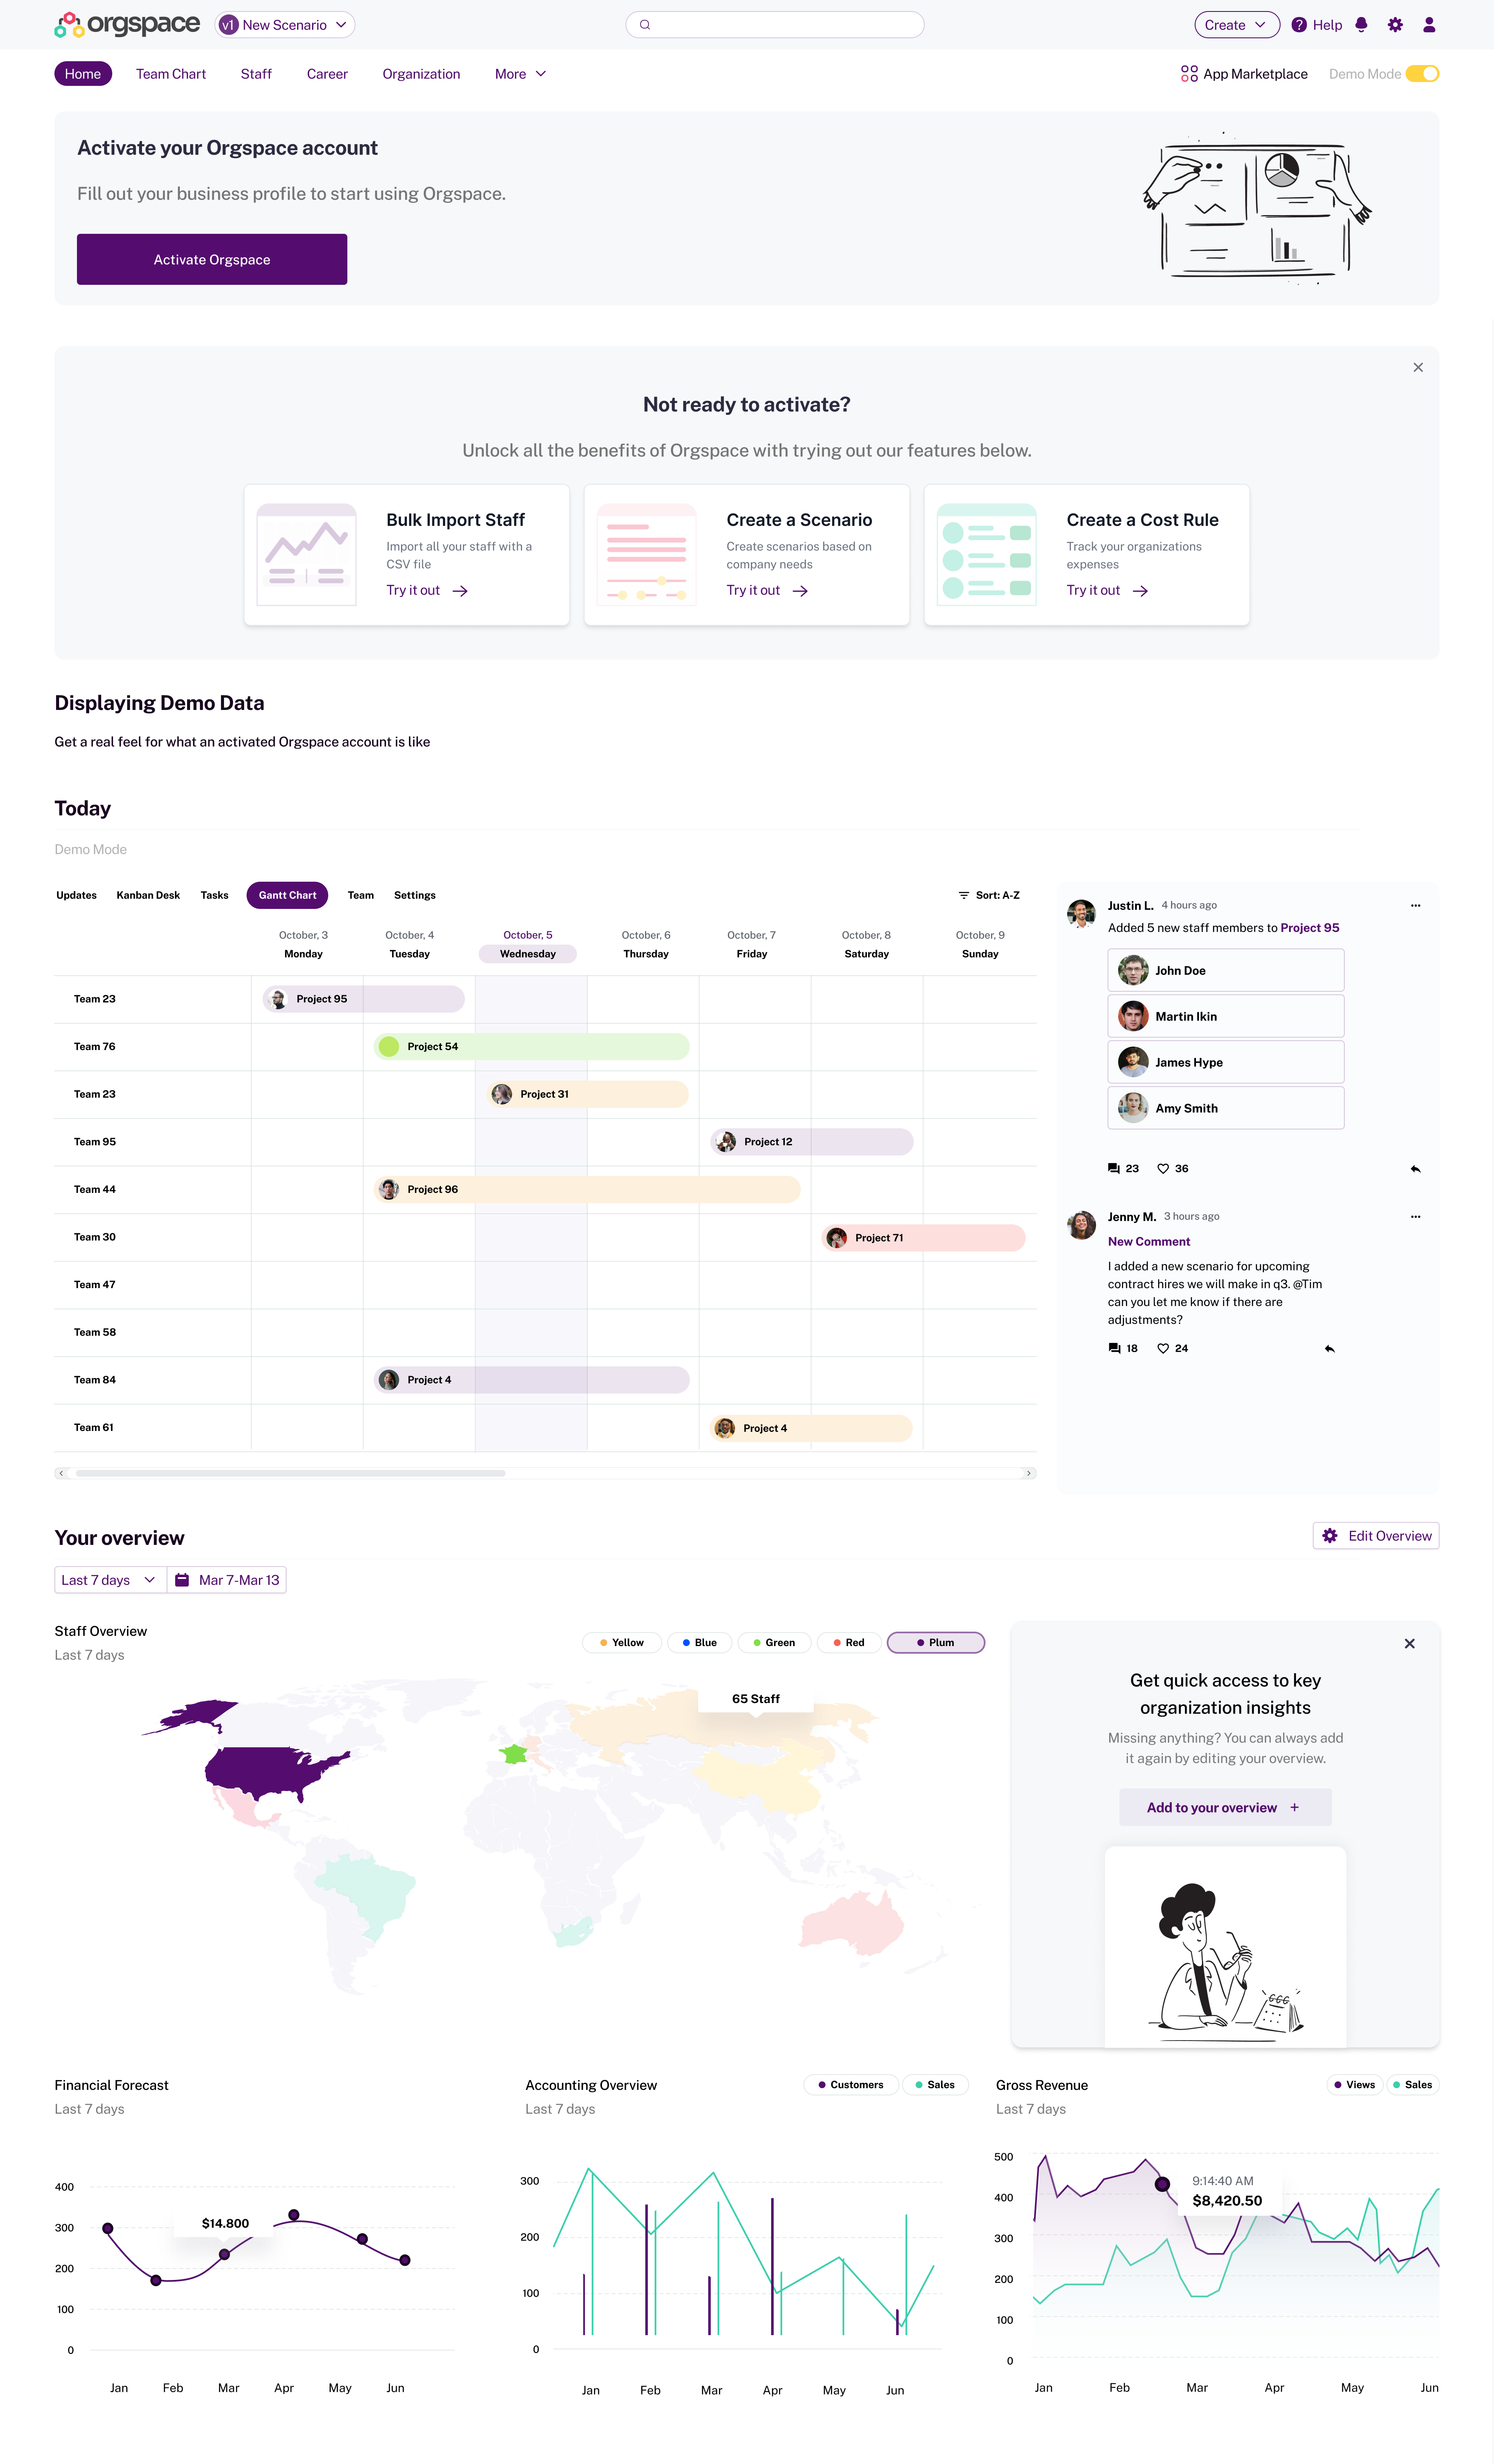 orgspace
v1 New Scenario
Create
Help
Home
Team Chart
Staff
Career
Organization
More
App Marketplace
Demo Mode
Activate your Orgspace account
Fill out your business profile to start using Orgspace.
Activate Orgspace
Not ready to activate?
Unlock all the benefits of Orgspace with trying out our features below.
Bulk Import Staff
Import all your staff with a
CSV file
Try it out
Create a Scenario
Create scenarios based on
company needs
Try it out
Create a Cost Rule
Track your organizations
expenses
Try it out
Displaying Demo Data
Get a real feel for what an activated Orgspace account is like
Today
Demo Mode
Updates
Kanban Desk
Tasks
Gantt Chart
Team
Settings
Sort: A-Z
October, 3
Monday
October, 4
Tuesday
October, 5
Wednesday
October, 6
Thursday
October, 7
Friday
October, 8
Saturday
October, 9
Sunday
Team 23
Project 95
Team 76
Project 54
Team 23
Project 31
Team 95
Project 12
Team 44
Project 96
Team 30
Project 71
Team 47
Team 58
Team 84
Project 4
Team 61
Project 4
Justin L. 4 hours ago
Added 5 new staff members to Project 95
John Doe
Martin Ikin
James Hype
Amy Smith
23
36
Jenny M. 3 hours ago
New Comment
I added a new scenario for upcoming
contract hires we will make in q3. @Tim
can you let me know if there are
adjustments?
18
24
Your overview
Edit Overview
Last 7 days
Mar 7-Mar 13
Staff Overview
Last 7 days
Yellow
Blue
Green
Red
Plum
65 Staff
Get quick access to key
organization insights
Missing anything? You can always add
it again by editing your overview.
Add to your overview +
Financial Forecast
Last 7 days
400
300
200
100
0
$14.800
Jan
Feb
Mar
Apr
May
Jun
Accounting Overview
Last 7 days
Customers
Sales
300
200
100
0
Jan
Feb
Mar
Apr
May
Jun
Gross Revenue
Last 7 days
Views
Sales
500
400
300
200
100
0
9:14:40 AM
$8,420.50
Jan
Feb
Mar
Apr
May
Jun